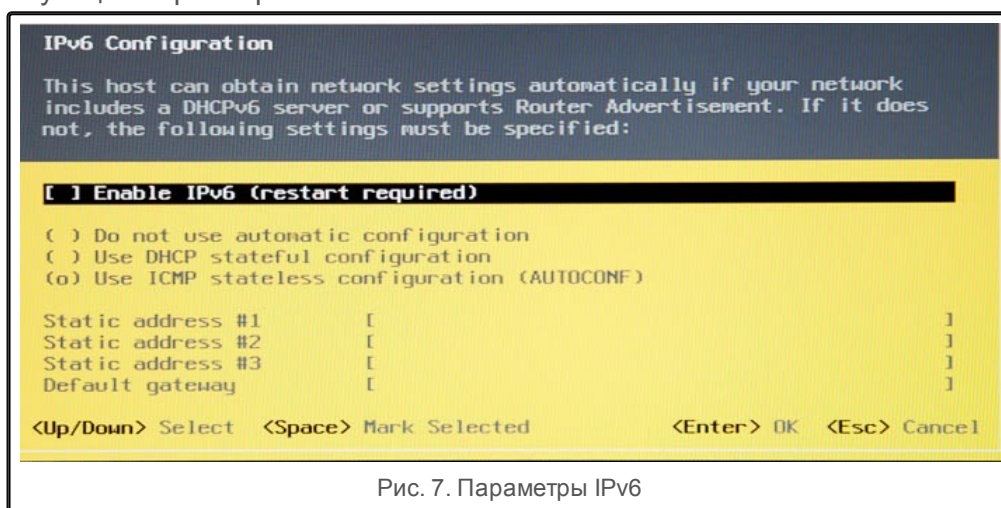 IPv6 Configuration
This host can obtain network settings automatically if your network
includes a DHCPv6 server or supports Router Advertisement. If it does
not, the following settings must be specified:
[ ] Enable IPv6 (restart required)
( ) Do not use automatic configuration
( ) Use DHCP stateful configuration
(o) Use ICMP stateless configuration (AUTOCONF)
Static address #1 [ ]
Static address #2 [ ]
Static address #3 [ ]
Default gateway [ ]
<Up/Down> Select <Space> Mark Selected <Enter> OK <Esc> Cancel
Рис. 7. Параметры IPv6